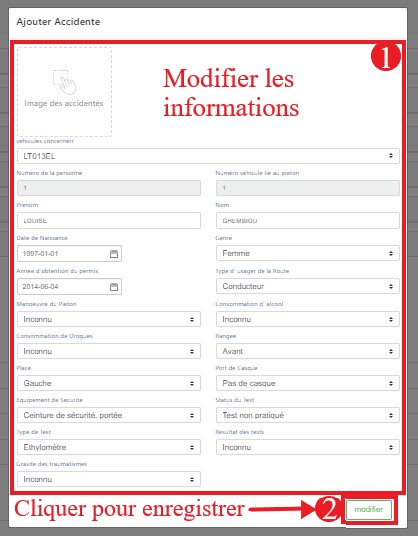 Ajouter Accidente
1
Modifier les
informations
Image des accidentés
véhicules concernérr
LT013EL
Numéro de la personne
Numéro vehicule lie au pieton
1
1
Prenom
Nom
LOUISE
GHEMBIOU
Date de Naissance
Genre
1997-01-01
Femme
Annee d'obtention du permis
Type d' usager de la Route
2014-06-04
Conducteur
Manoeuvre du Pieton
Consommation d' alcool
Inconnu
Inconnu
Consommation de Drogues
Rangee
Inconnu
Avant
Place
Port de Casque
Gauche
Pas de casque
Equipement de Securite
Status du Test
Ceinture de sécurité, portée
Test non pratiqué
Type de Test
Resultat des tests
Ethylomètre
Inconnu
Gravite des traumatismes
Inconnu
Cliquer pour enregistrer
2
modifier